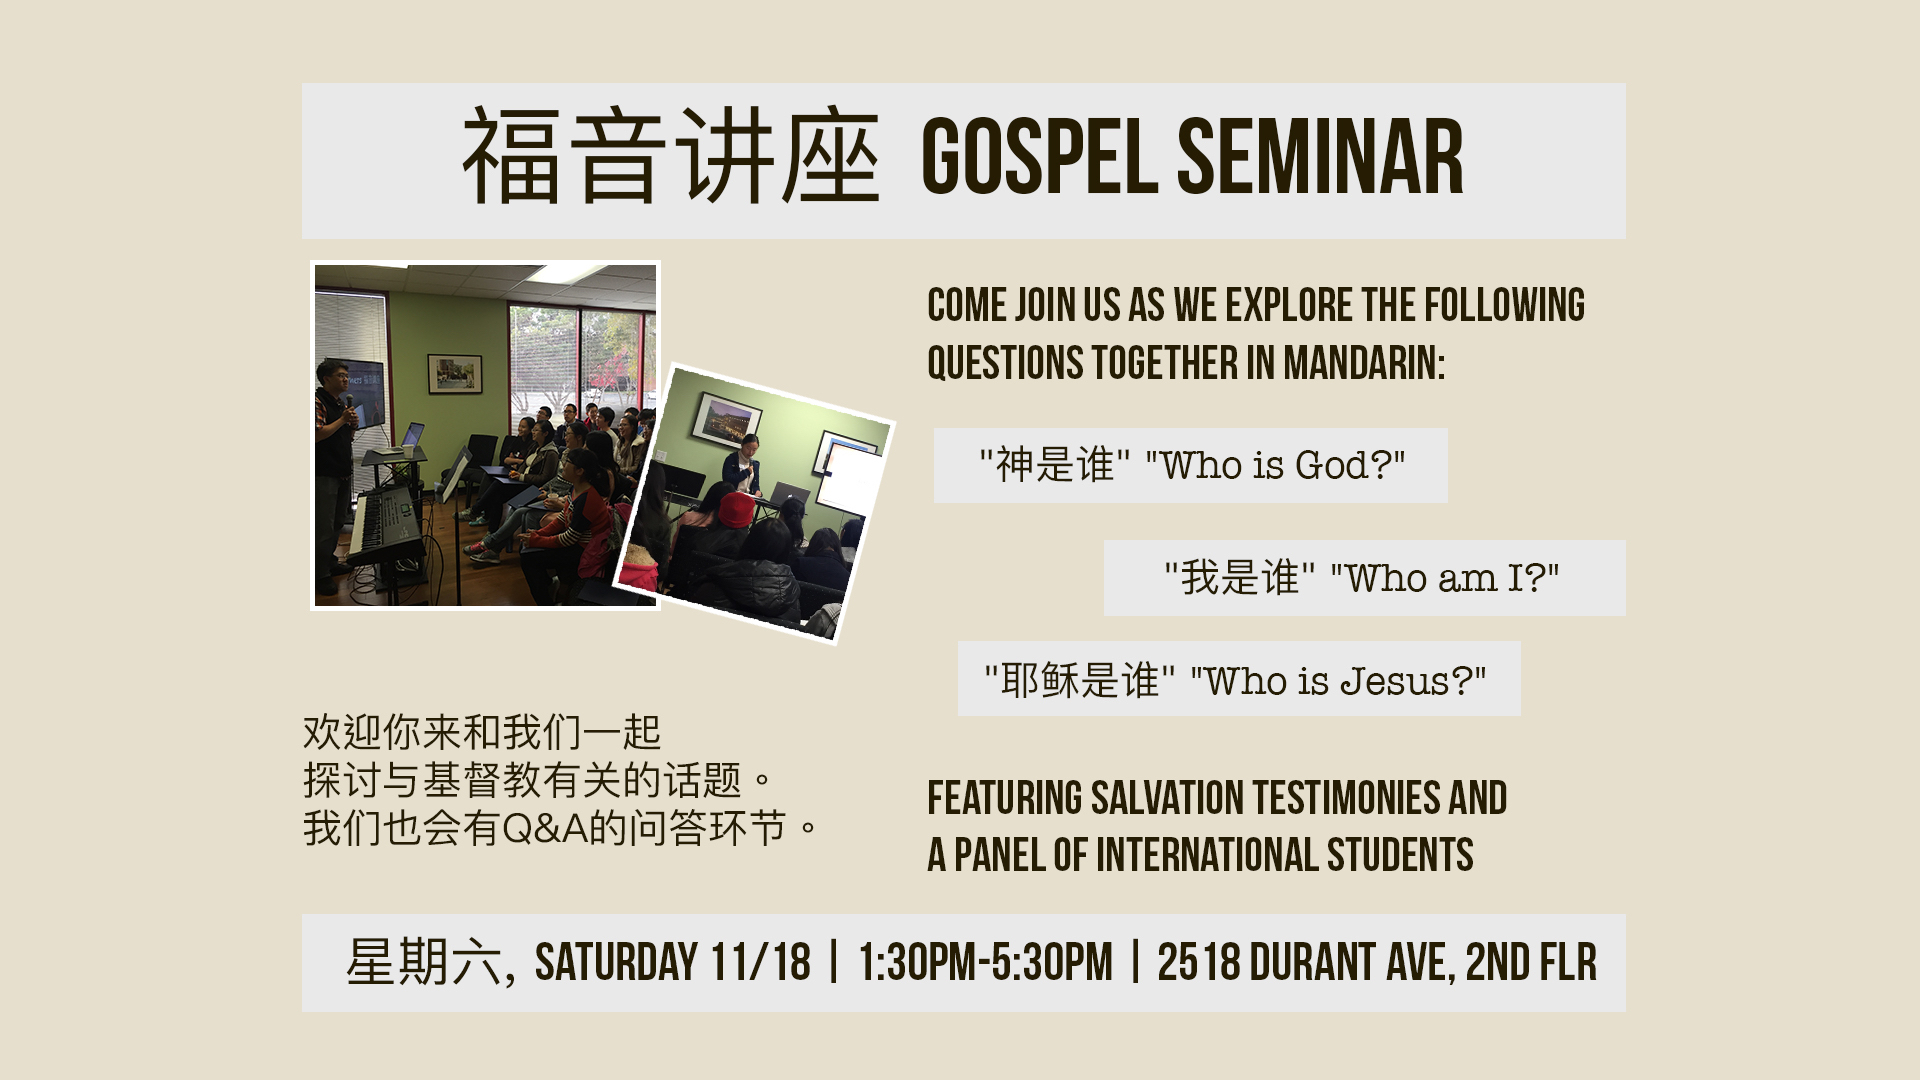 福音讲座 GOSPEL SEMINAR
COME JOIN US AS WE EXPLORE THE FOLLOWING
QUESTIONS TOGETHER IN MANDARIN:
"神是谁" "Who is God?"
"我是谁" "Who am I?"
"耶稣是谁" "Who is Jesus?"
欢迎你来和我们一起
探讨与基督教有关的话题。
我们也会有Q&A的问答环节。
FEATURING SALVATION TESTIMONIES AND
A PANEL OF INTERNATIONAL STUDENTS
星期六, SATURDAY 11/18 | 1:30PM-5:30PM | 2518 DURANT AVE, 2ND FLR